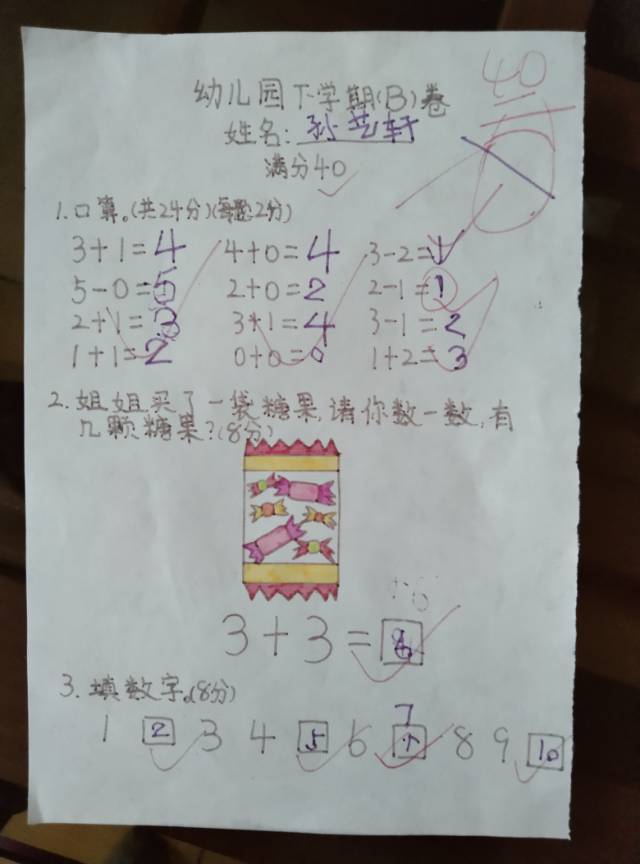 40
幼儿园下学期(B)卷
姓名:孙艺轩
满分40
1.口算。(共24分)(每题2分)
3+1=4 4+0=4 3-2=1
5-0=5 2+0=2 2-1=1
2+1=3 3+1=4 3-1=2
1+1=2 0+0=0 1+2=3
2.姐姐买了一袋糖果,请你数一数,有
几颗糖果?(8分)
3+3=6
3.填数字。(8分)
7
1 2 3 4 5 6 7 8 9 10